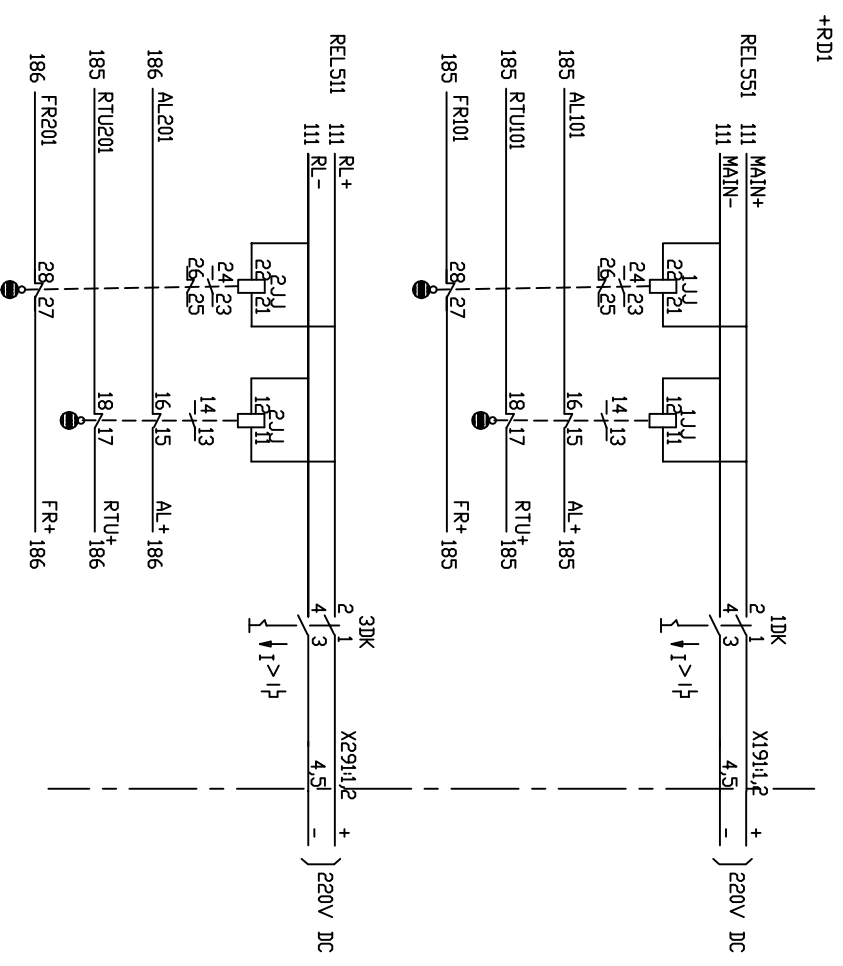 +RD1
REL551
111 MAIN+
111 MAIN-
1JJ
22 21
24 23
26 25
28 27
1JJ
12 11
14 13
16 15
18 17
1DK
2 1
4 3
I >
X191:1,2
4,5
+
-
220V DC
185 AL101
AL+ 185
185 RTU101
RTU+ 185
185 FR101
FR+ 185
REL511
111 RL+
111 RL-
2JJ
22 21
24 23
26 25
28 27
2JJ
12 11
14 13
16 15
18 17
3DK
2 1
4 3
I >
X291:1,2
4,5
+
-
220V DC
186 AL201
AL+ 186
185 RTU201
RTU+ 186
186 FR201
FR+ 186